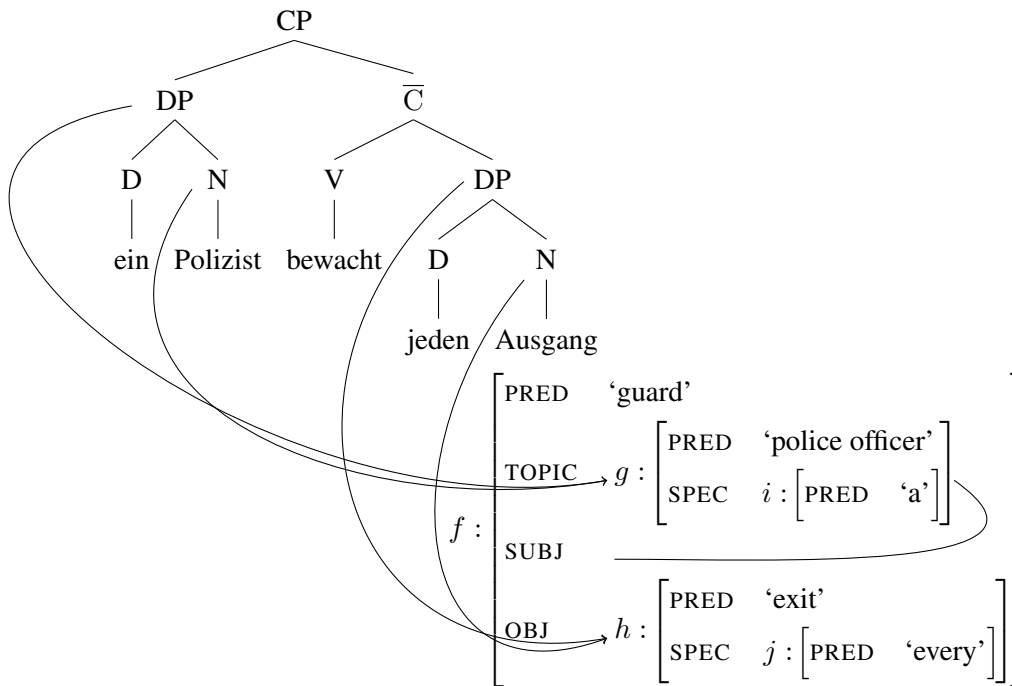 CP
DP C̅
D N V DP
ein Polizist bewacht D N
jeden Ausgang
PRED ‘guard’
PRED ‘police officer’
TOPIC g :
SPEC i : [PRED ‘a’]
f :
SUBJ
PRED ‘exit’
OBJ h :
SPEC j : [PRED ‘every’]